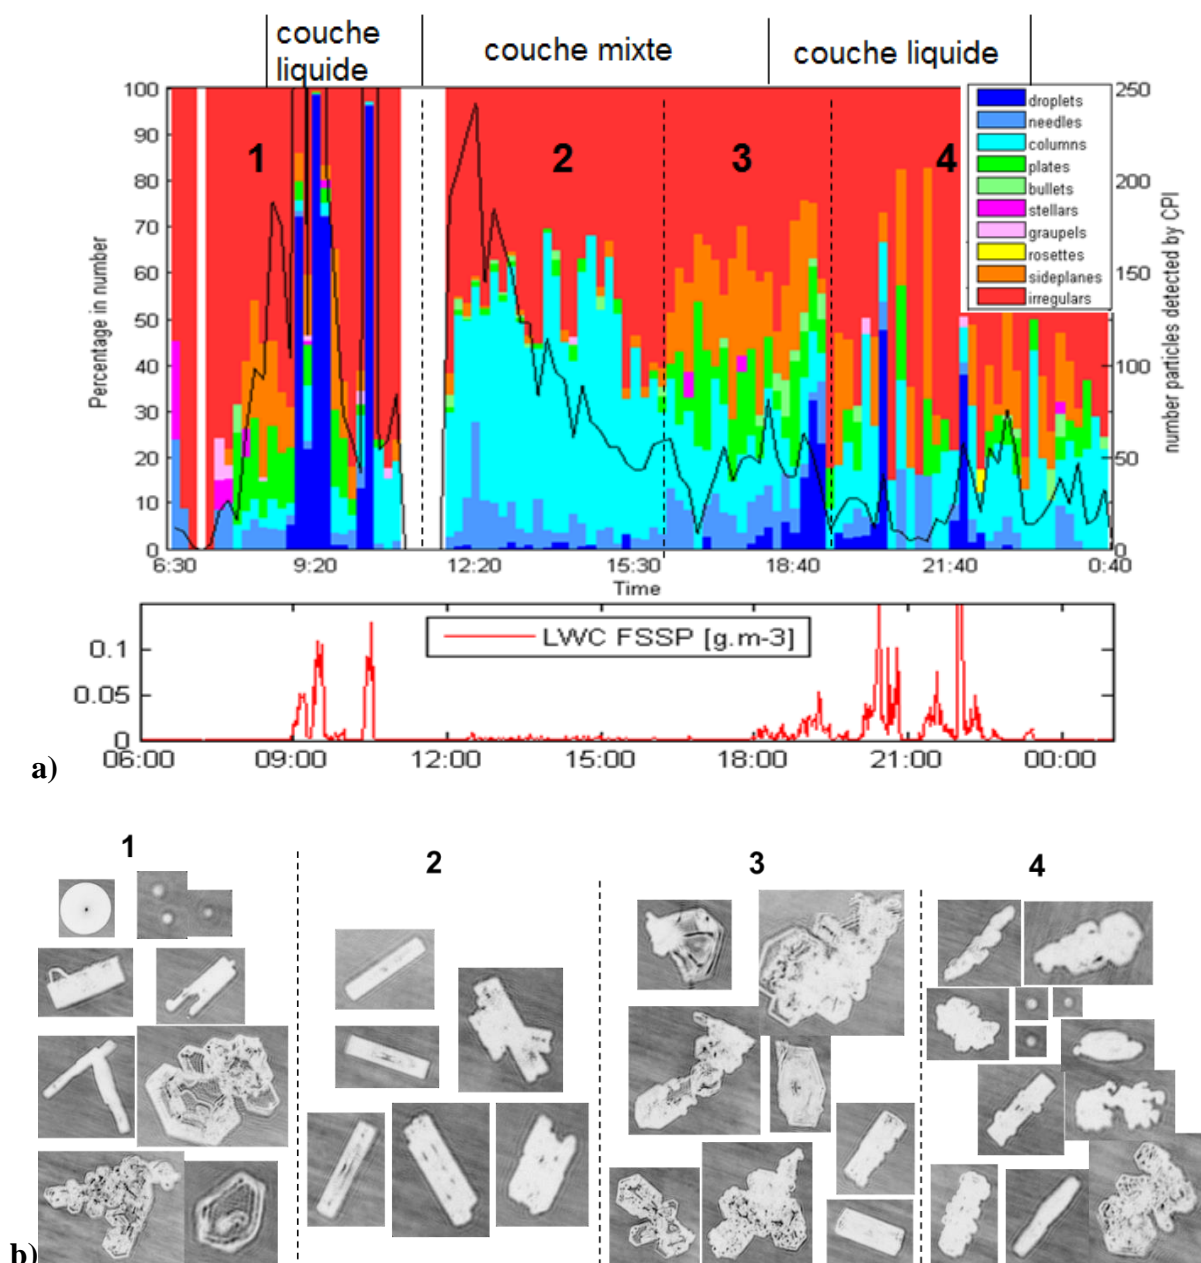 couche
liquide
couche mixte
couche liquide
100
90
80
70
60
50
40
30
20
10
0
Percentage in number
1
2
3
4
droplets
needles
columns
plates
bullets
stellars
graupels
rosettes
sideplanes
irregulars
250
200
150
100
50
0
number particles detected by CPI
6:30
9:20
12:20
15:30
18:40
21:40
0:40
Time
LWC FSSP [g.m-3]
0.1
0.05
0
06:00
09:00
12:00
15:00
18:00
21:00
00:00
a)
1
2
3
4
b)